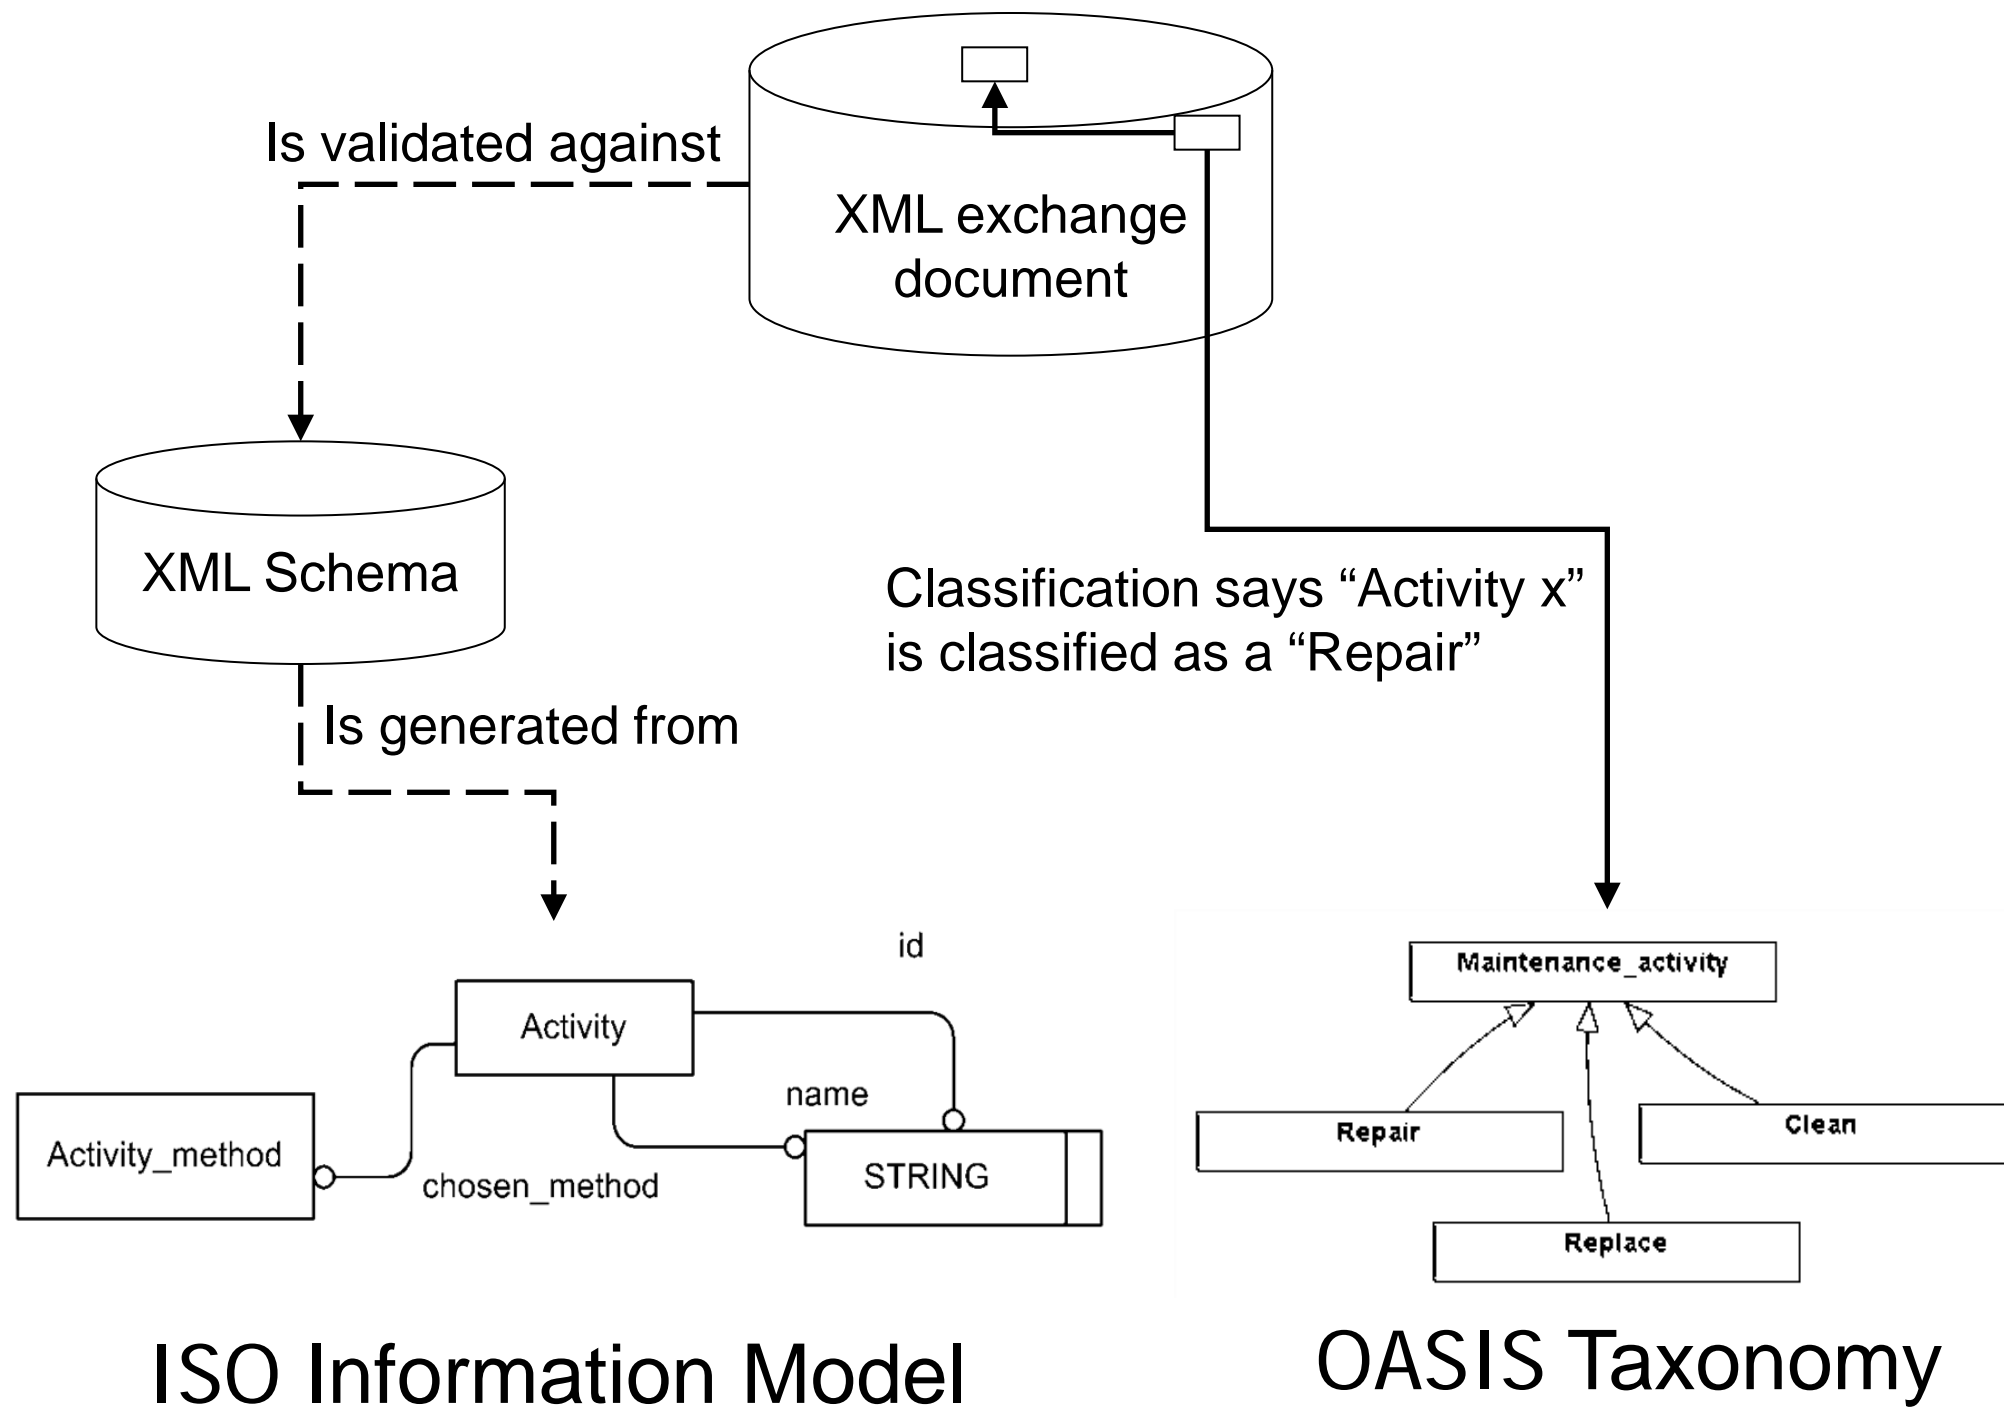 Is validated against
XML exchange
document
XML Schema
Classification says “Activity x”
is classified as a “Repair”
Is generated from
id
Maintenance_activity
Activity
name
Activity_method
chosen_method
STRING
Repair
Clean
Replace
ISO Information Model
OASIS Taxonomy